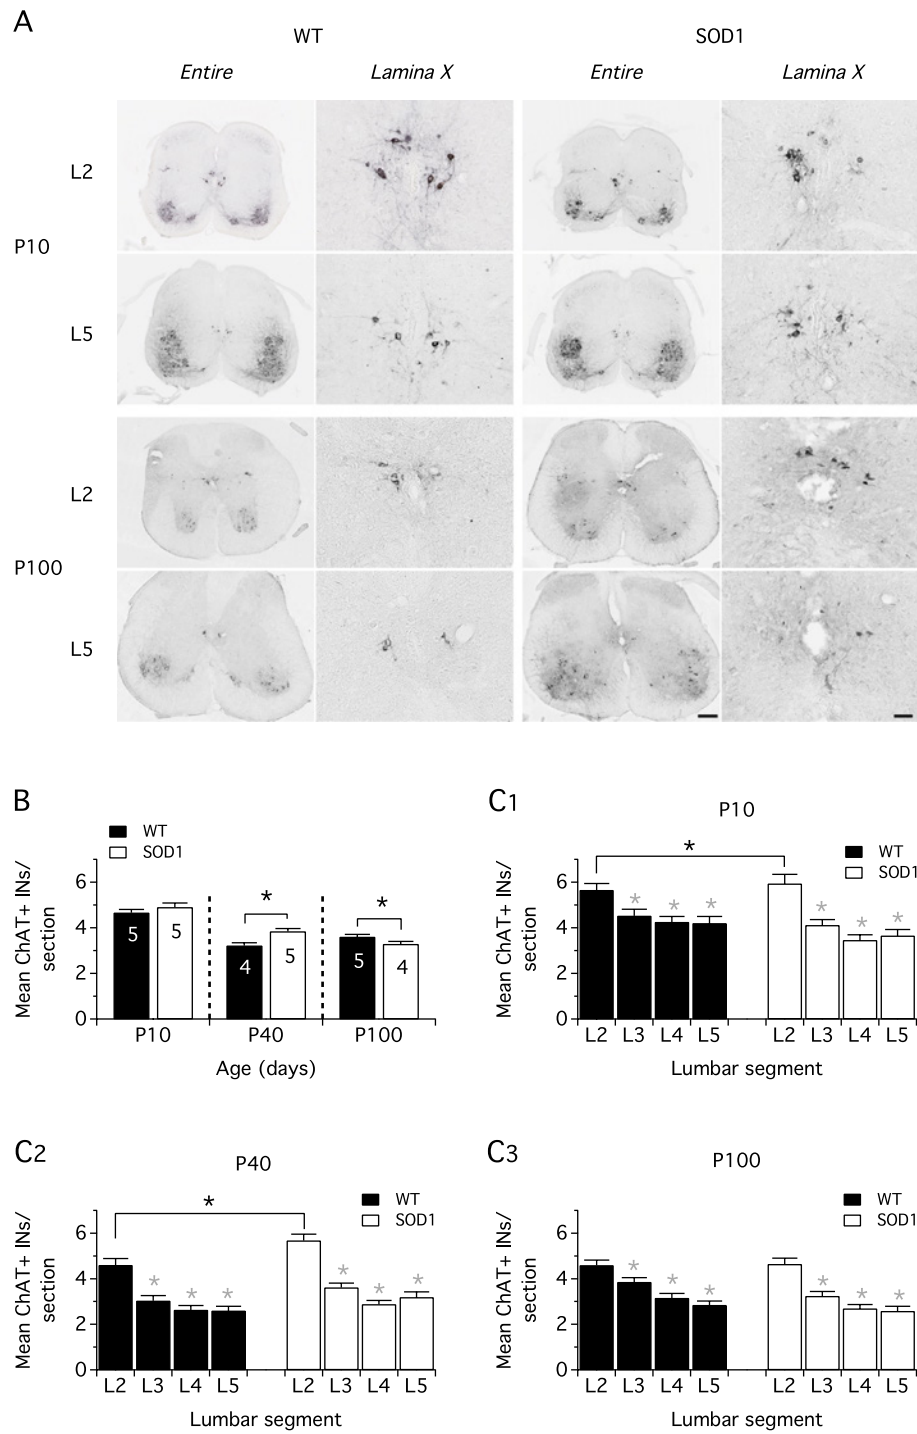 A
WT
SOD1
Entire
Lamina X
Entire
Lamina X
L2
P10
L5
L2
P100
L5
B
WT
SOD1
Mean ChAT+ INs/
section
6
4
2
0
5
5
*
4
5
*
5
4
P10
P40
P100
Age (days)
C1
P10
WT
SOD1
Mean ChAT+ INs/
section
6
4
2
0
*
* * *
* * *
L2 L3 L4 L5 L2 L3 L4 L5
Lumbar segment
C2
P40
WT
SOD1
Mean ChAT+ INs/
section
6
4
2
0
*
* * *
* * *
L2 L3 L4 L5 L2 L3 L4 L5
Lumbar segment
C3
P100
WT
SOD1
Mean ChAT+ INs/
section
6
4
2
0
* * *
* * *
L2 L3 L4 L5 L2 L3 L4 L5
Lumbar segment